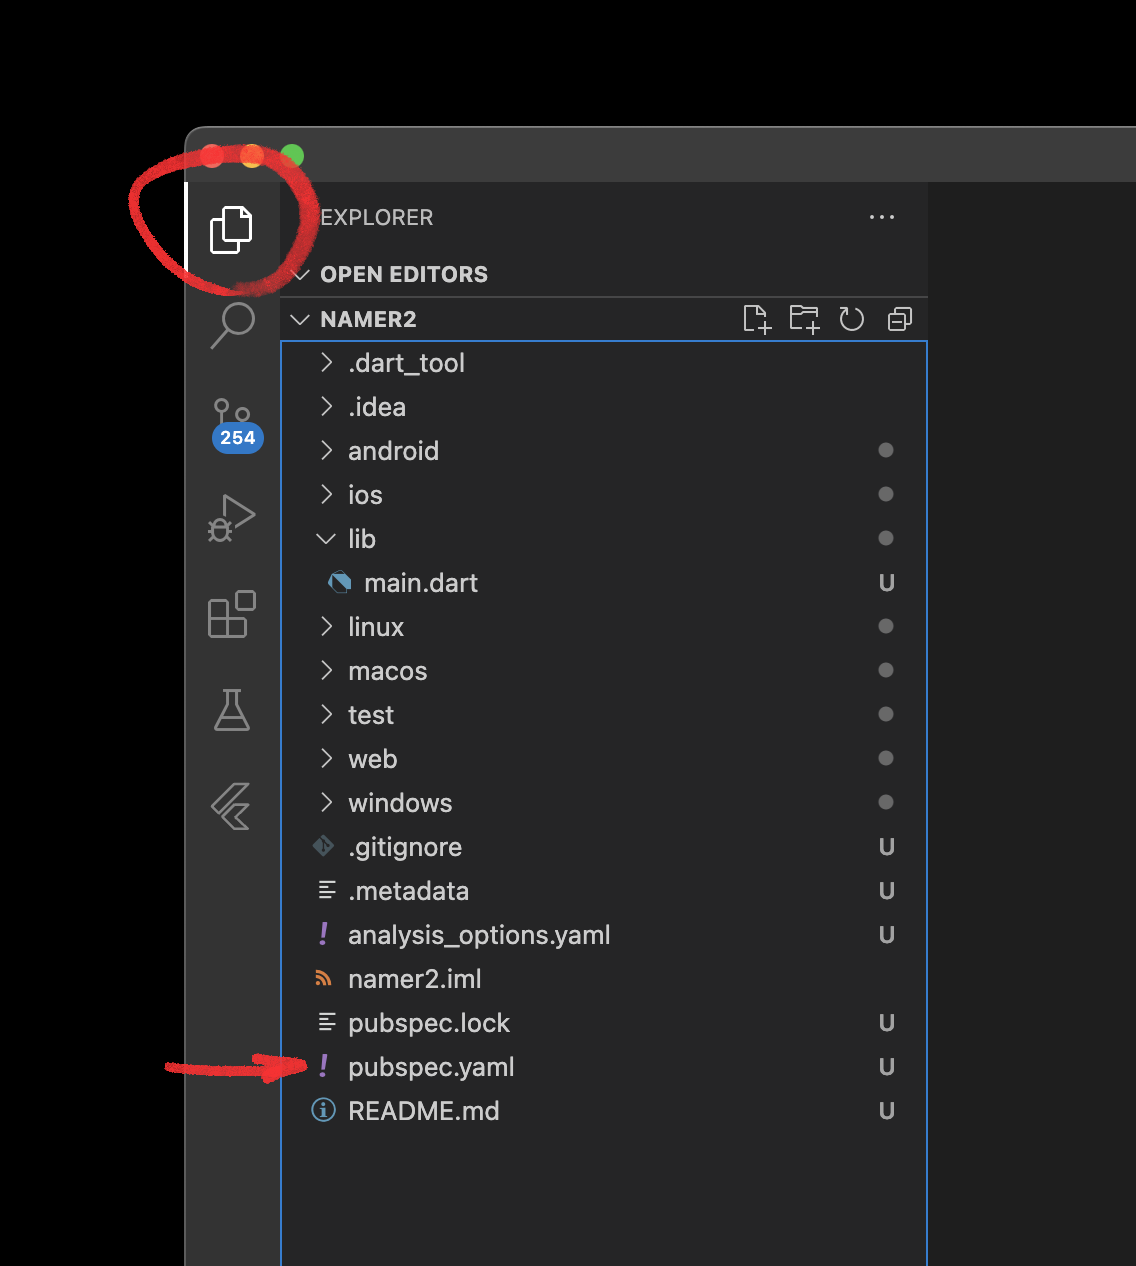 EXPLORER
OPEN EDITORS
NAMER2
.dart_tool
.idea
android
ios
lib
main.dart U
linux
macos
test
web
windows
.gitignore U
.metadata U
! analysis_options.yaml U
namer2.iml
pubspec.lock U
! pubspec.yaml U
README.md U
254